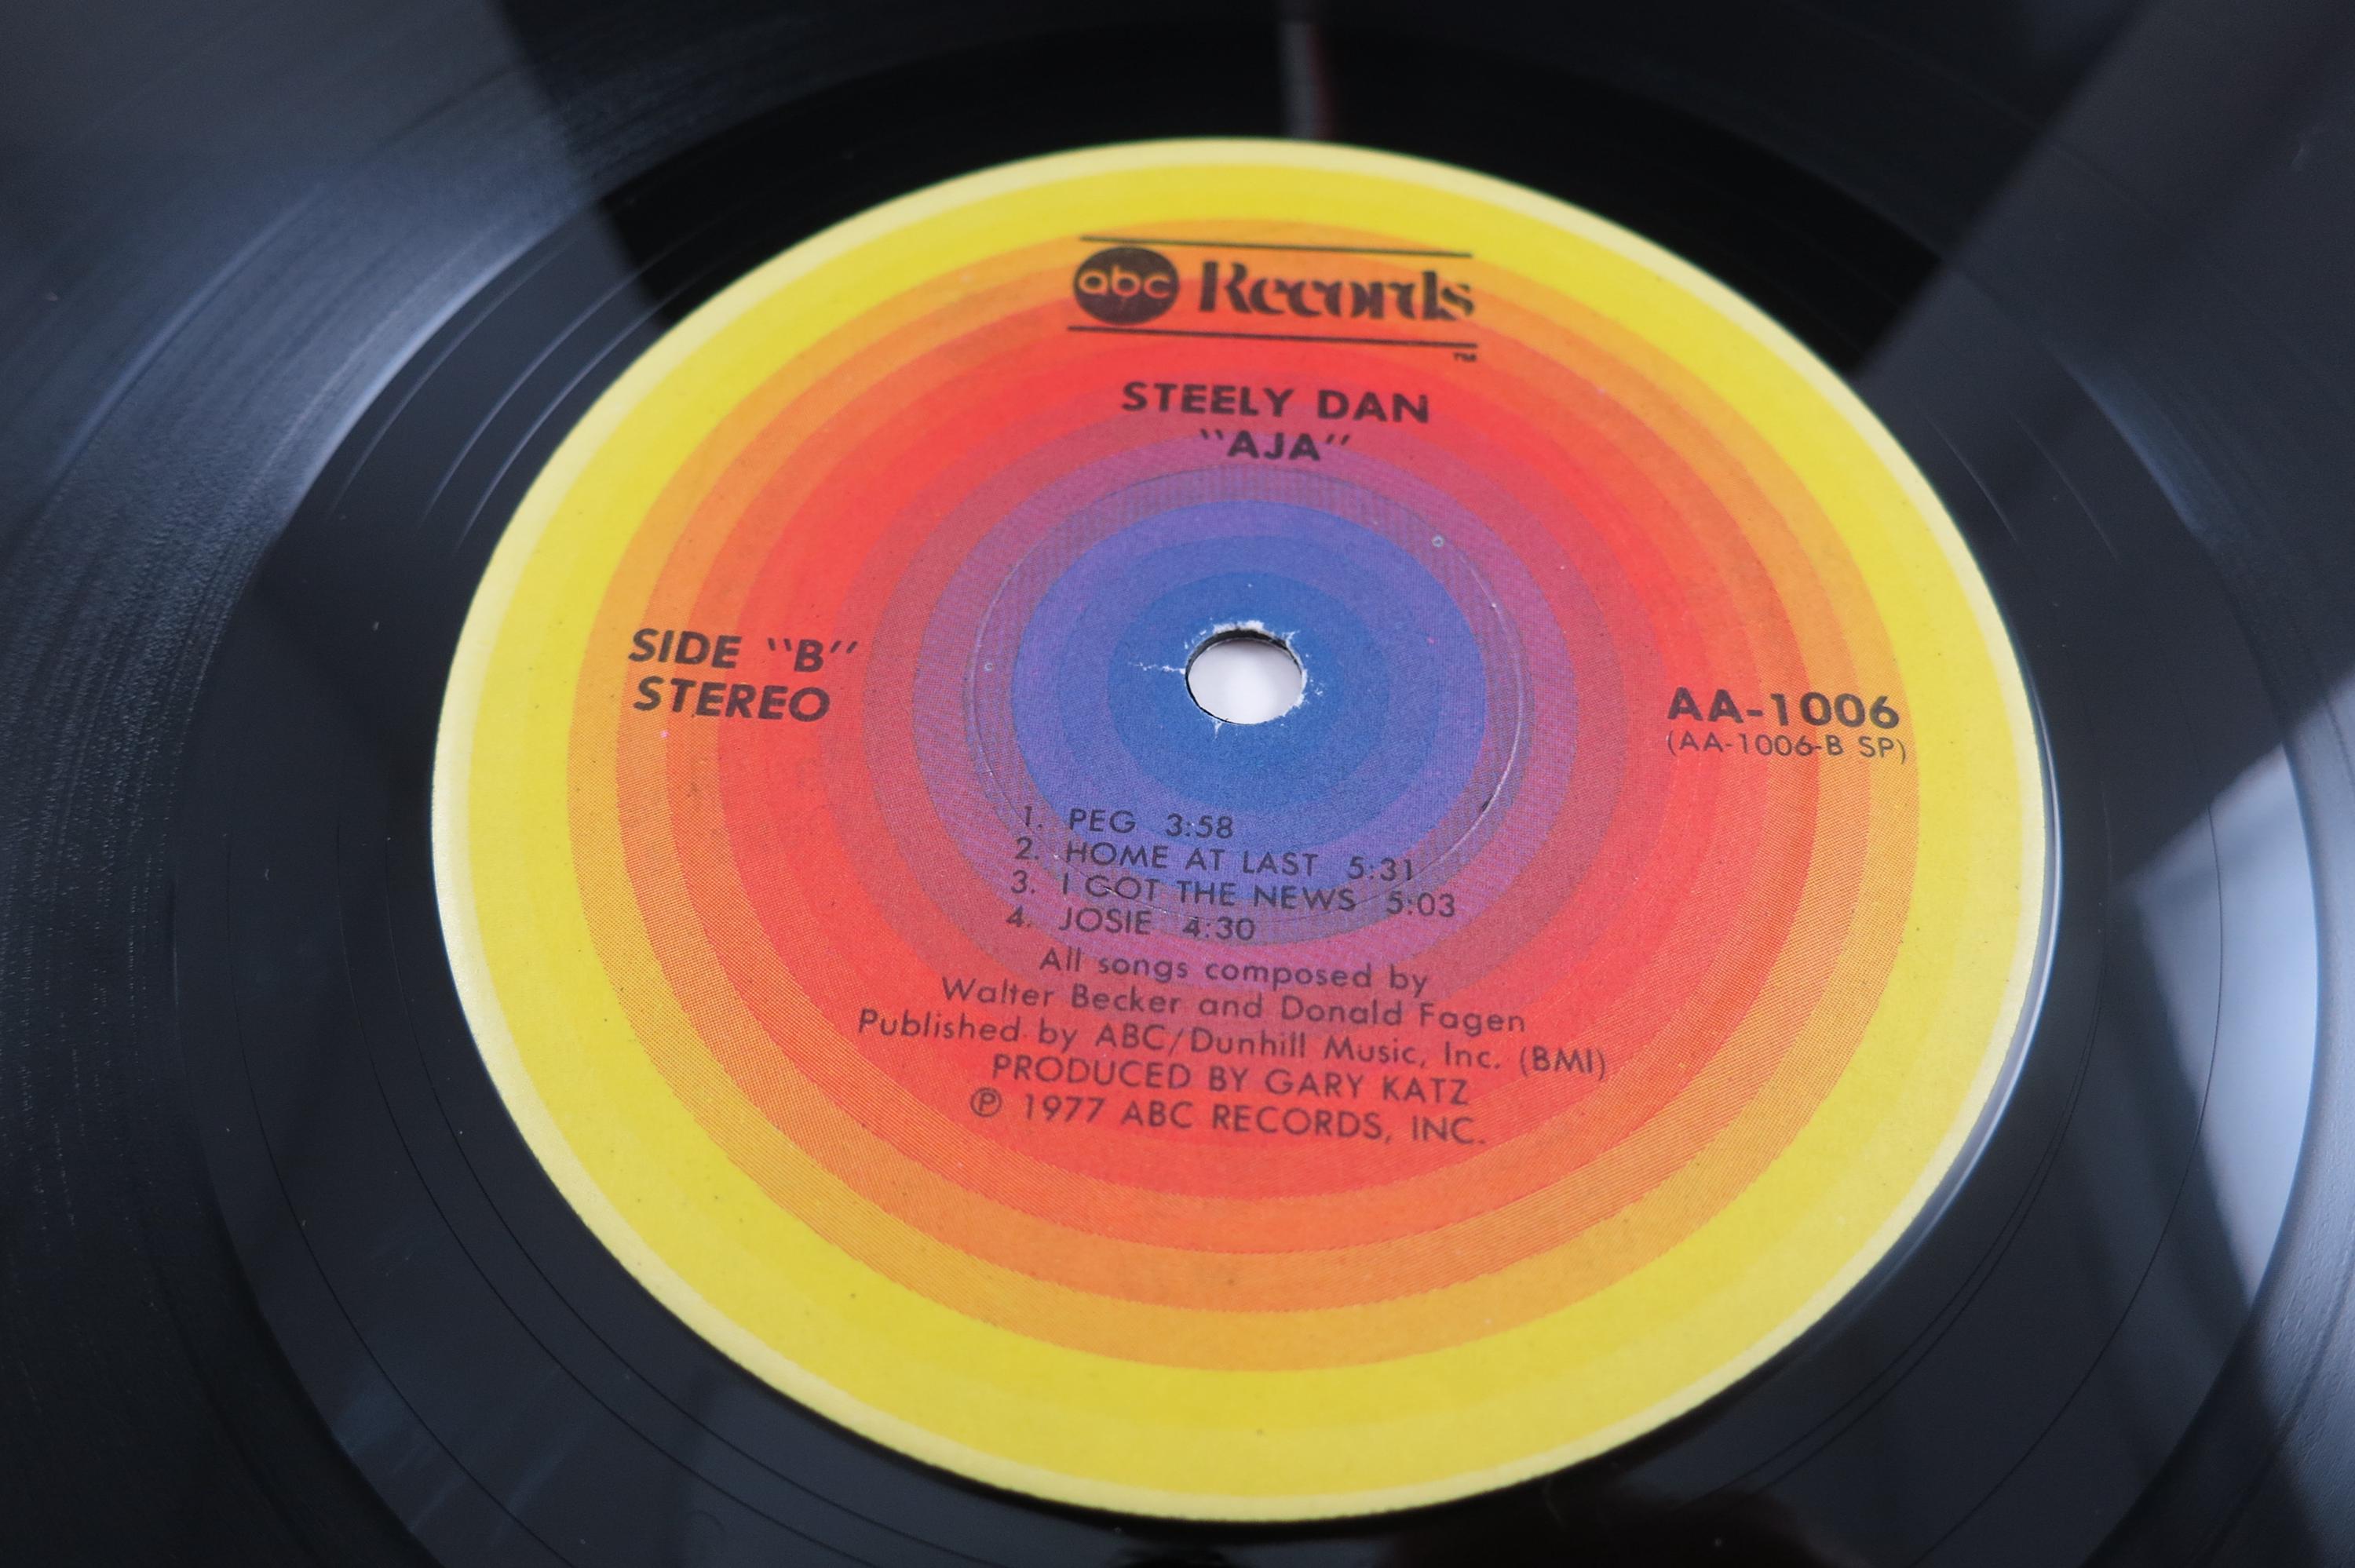 abc Records
TM
STEELY DAN
"AJA"
SIDE "B"
STEREO
AA-1006
(AA-1006-B SP)
1. PEG 3:58
2. HOME AT LAST 5:31
3. I GOT THE NEWS 5:03
4. JOSIE 4:30
All songs composed by
Walter Becker and Donald Fagen
Published by ABC/Dunhill Music, Inc. (BMI)
PRODUCED BY GARY KATZ
℗ 1977 ABC RECORDS, INC.